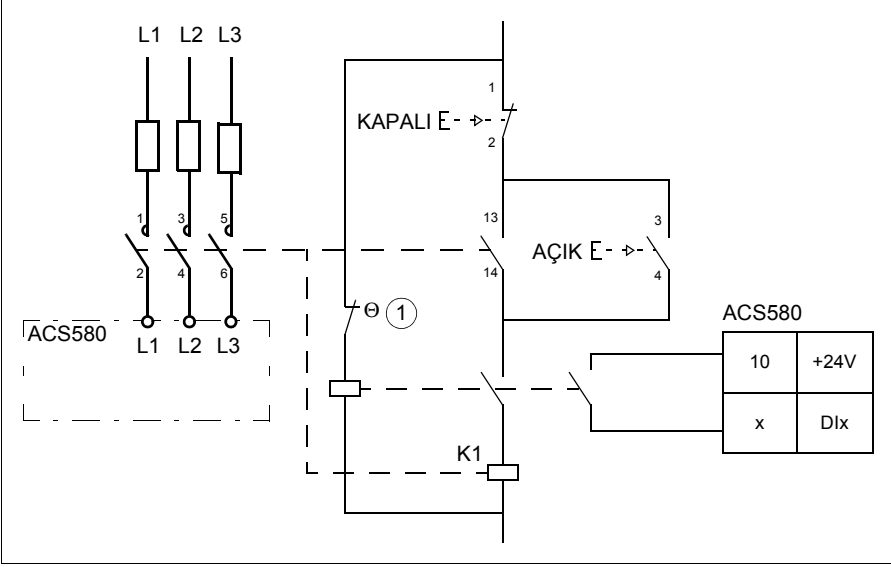 L1 L2 L3
1
KAPALI
2
1 3 5
13
3
AÇIK
2 4 6
14
4
Θ 1
ACS580
ACS580
L1 L2 L3
10 +24V
x DIx
K1